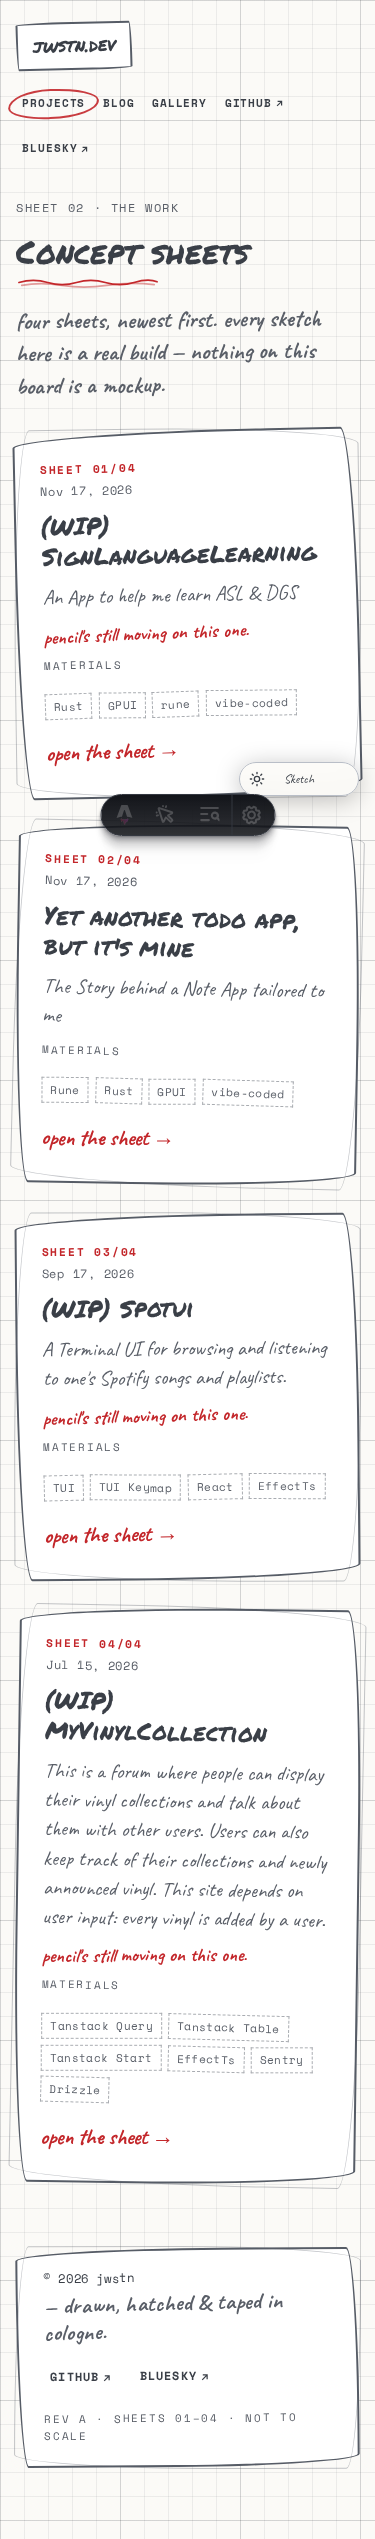 JWSTN.DEV
PROJECTS BLOG GALLERY GITHUB ↗
BLUESKY ↗
SHEET 02 · THE WORK
CONCEPT SHEETS
four sheets, newest first. every sketch
here is a real build — nothing on this
board is a mockup.
SHEET 01/04
Nov 17, 2026
(WIP)
SIGNLANGUAGELEARNING
An App to help me learn ASL & DGS
pencil's still moving on this one.
MATERIALS
Rust GPUI rune vibe-coded
open the sheet →
Sketch
SHEET 02/04
Nov 17, 2026
YET ANOTHER TODO APP,
BUT IT'S MINE
The Story behind a Note App tailored to
me
MATERIALS
Rune Rust GPUI vibe-coded
open the sheet →
SHEET 03/04
Sep 17, 2026
(WIP) SPOTUI
A Terminal UI for browsing and listening
to one's Spotify songs and playlists.
pencil's still moving on this one.
MATERIALS
TUI TUI Keymap React EffectTs
open the sheet →
SHEET 04/04
Jul 15, 2026
(WIP)
MYVINYLCOLLECTION
This is a forum where people can display
their vinyl collections and talk about
them with other users. Users can also
keep track of their collections and newly
announced vinyl. This site depends on
user input: every vinyl is added by a user.
pencil's still moving on this one.
MATERIALS
Tanstack Query Tanstack Table
Tanstack Start EffectTs Sentry
Drizzle
open the sheet →
© 2026 jwstn
— drawn, hatched & taped in
cologne.
GITHUB ↗ BLUESKY ↗
REV A · SHEETS 01–04 · NOT TO
SCALE